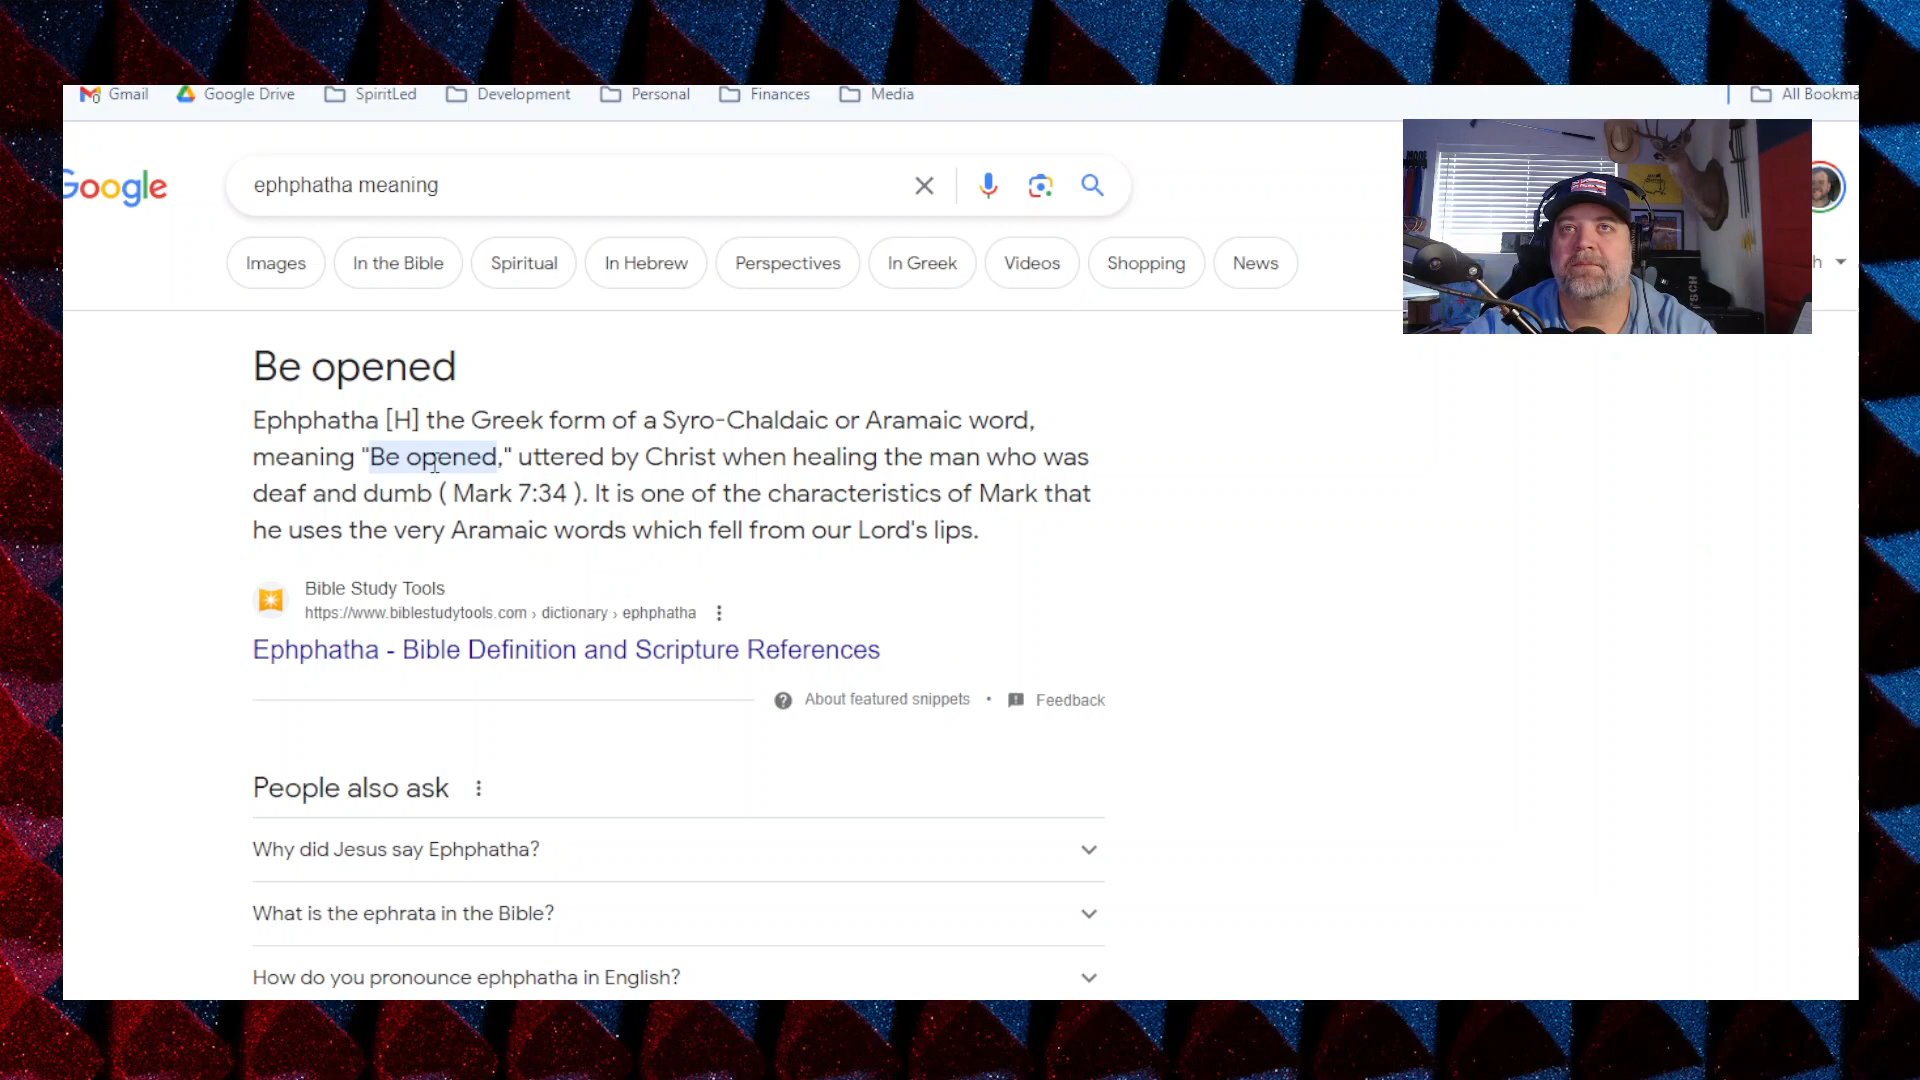 Gmail Google Drive SpiritLed Development Personal Finances Media All Bookma
Google ephphatha meaning
Images In the Bible Spiritual In Hebrew Perspectives In Greek Videos Shopping News
Be opened
Ephphatha [H] the Greek form of a Syro-Chaldaic or Aramaic word,
meaning "Be opened," uttered by Christ when healing the man who was
deaf and dumb ( Mark 7:34 ). It is one of the characteristics of Mark that
he uses the very Aramaic words which fell from our Lord's lips.
Bible Study Tools
https://www.biblestudytools.com › dictionary › ephphatha
Ephphatha - Bible Definition and Scripture References
About featured snippets • Feedback
People also ask
Why did Jesus say Ephphatha?
What is the ephrata in the Bible?
How do you pronounce ephphatha in English?